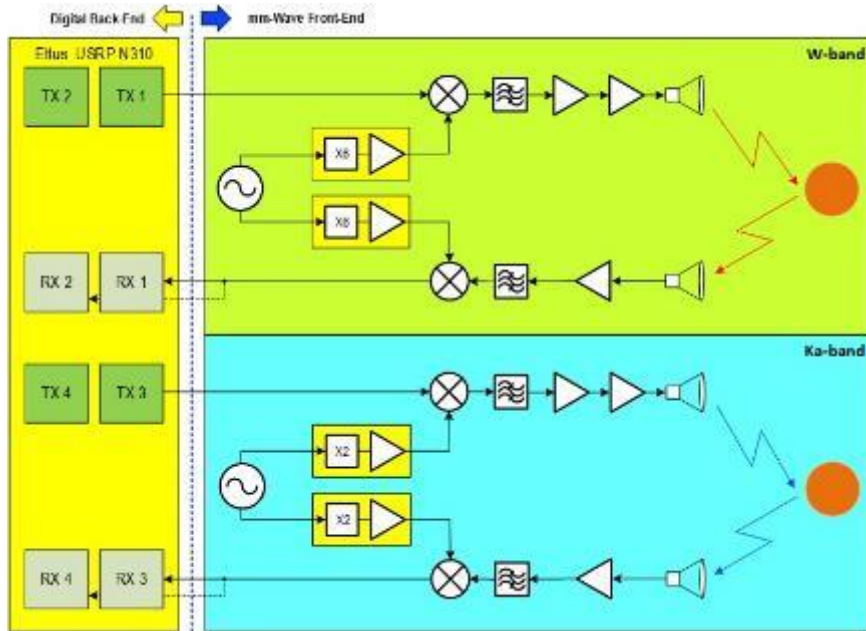 Digital Back-End
mm-Wave Front-End
Ettus USRP N310
W-band
TX 2
TX 1
X6
X6
RX 2
RX 1
Ka-band
TX 4
TX 3
X2
X2
RX 4
RX 3